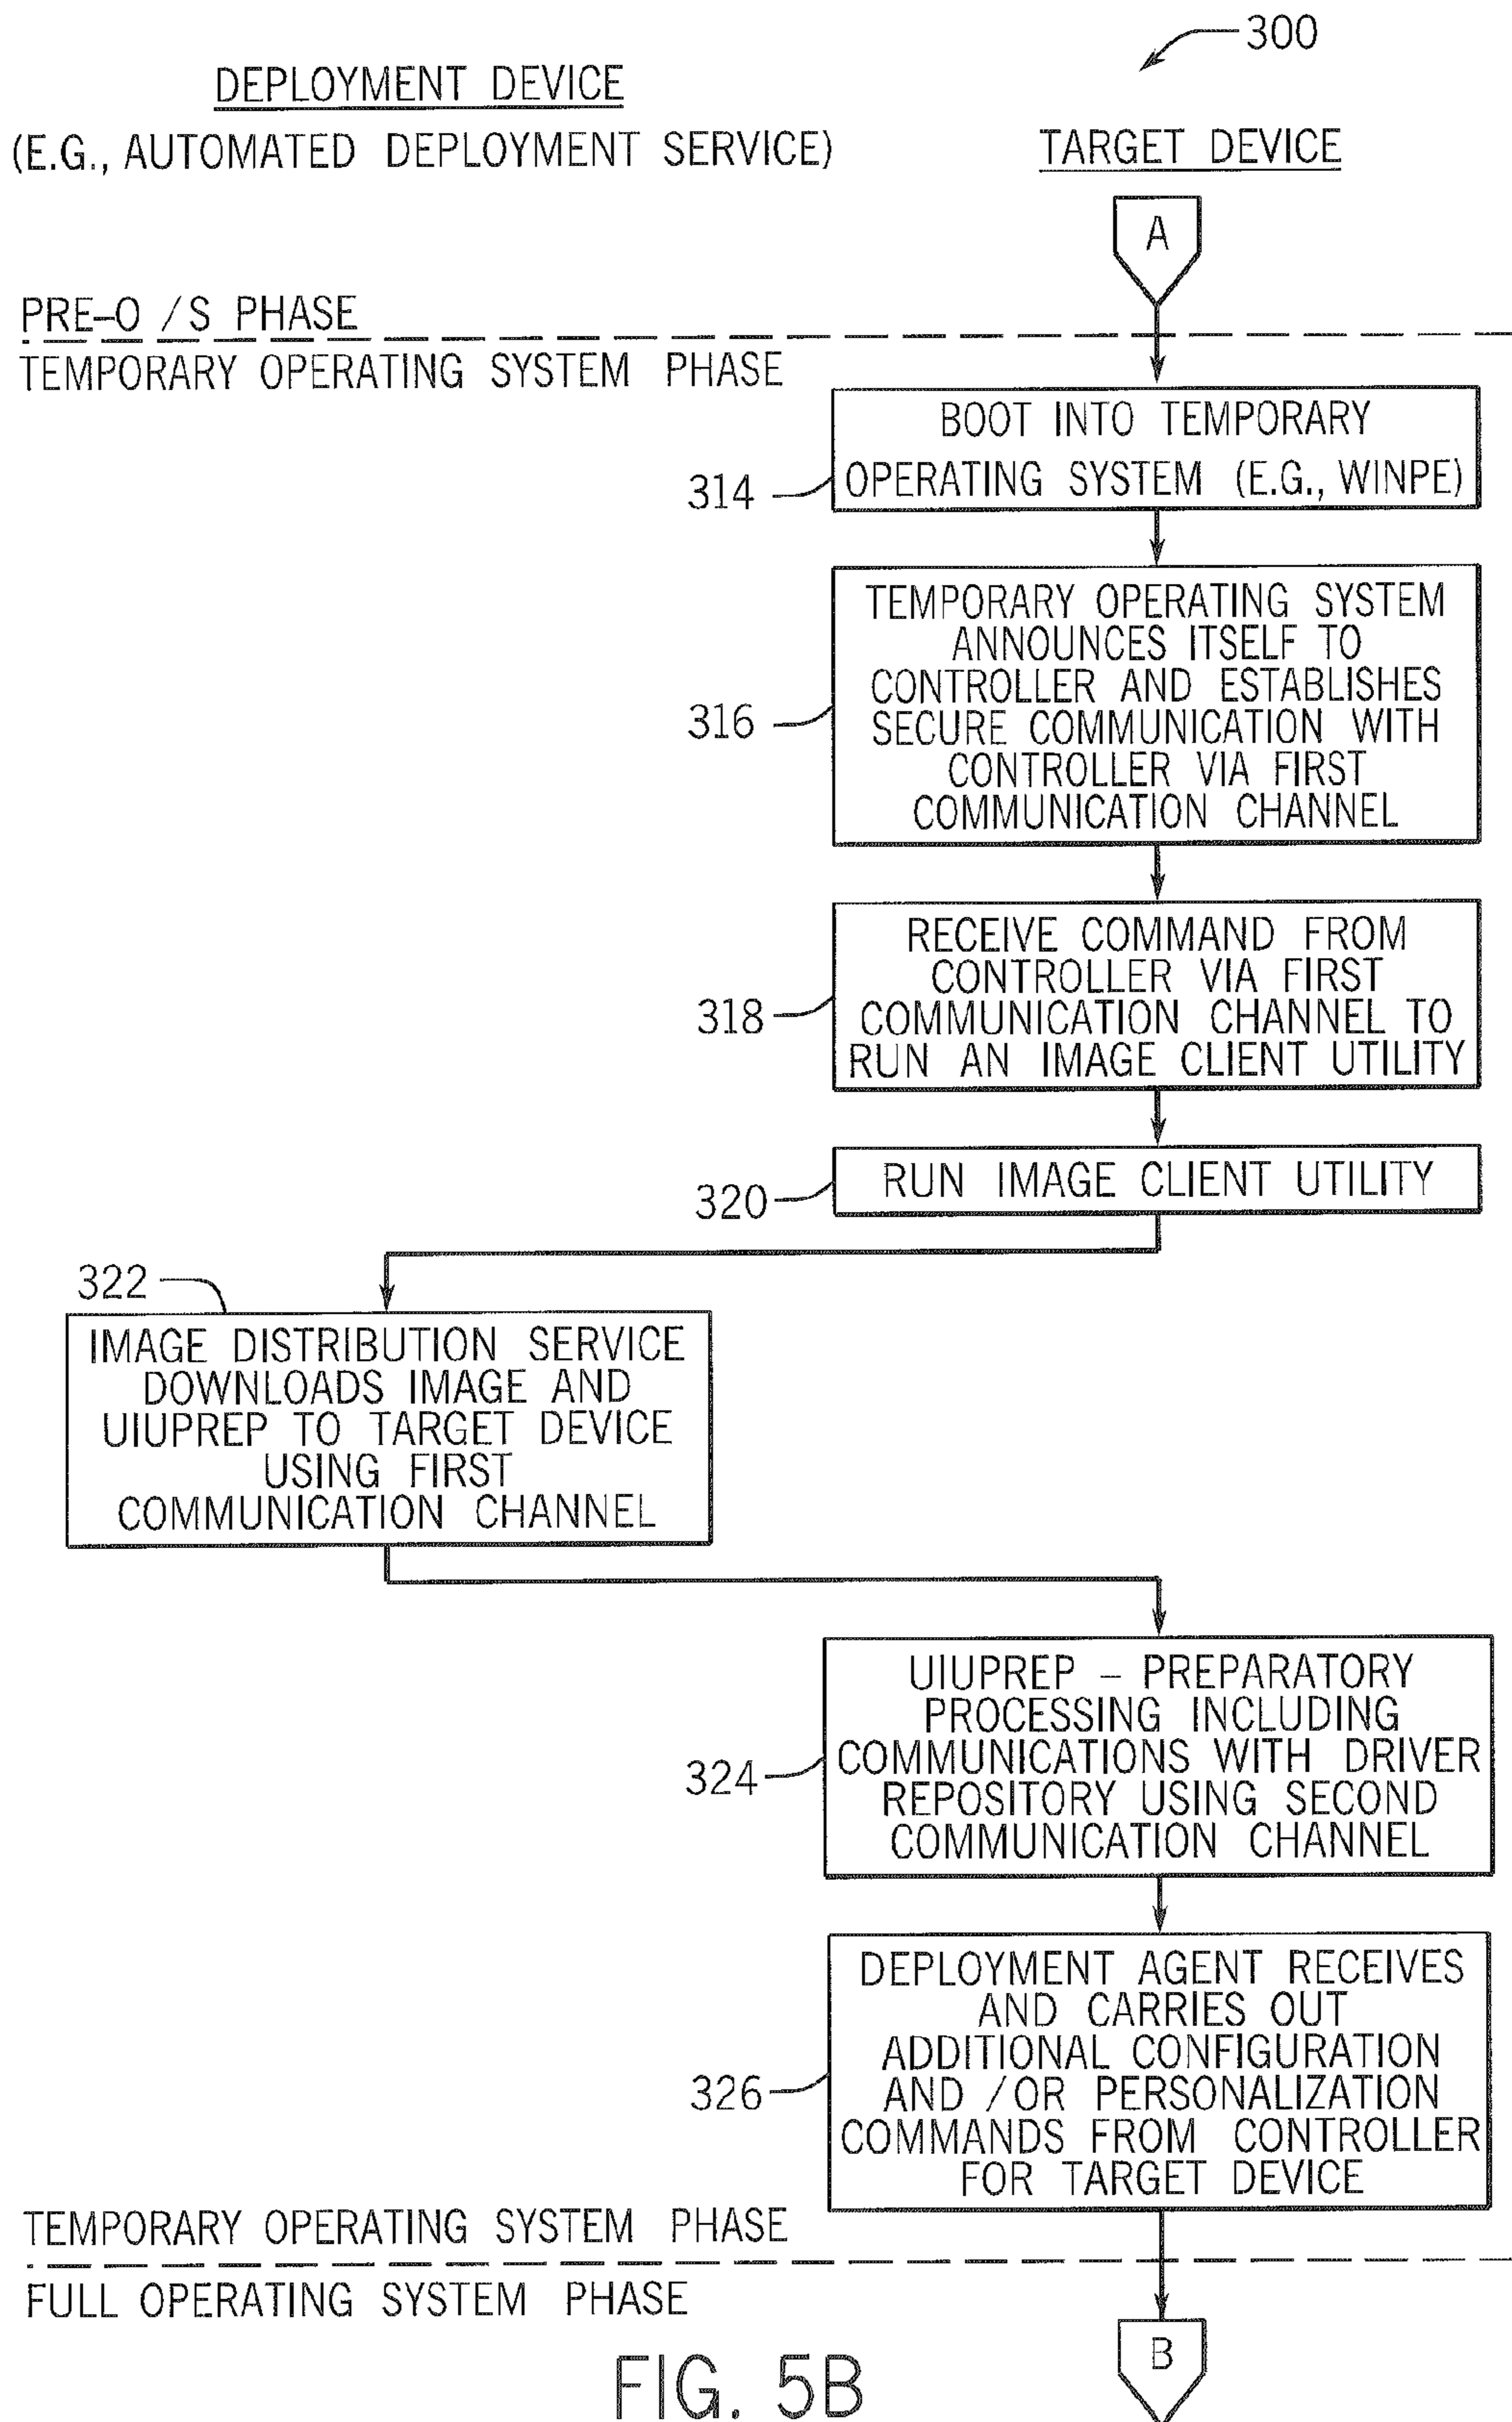 300
DEPLOYMENT DEVICE
(E.G., AUTOMATED DEPLOYMENT SERVICE)
TARGET DEVICE
A
PRE-O /S PHASE
TEMPORARY OPERATING SYSTEM PHASE
BOOT INTO TEMPORARY
OPERATING SYSTEM (E.G., WINPE)
314
TEMPORARY OPERATING SYSTEM
ANNOUNCES ITSELF TO
CONTROLLER AND ESTABLISHES
SECURE COMMUNICATION WITH
CONTROLLER VIA FIRST
COMMUNICATION CHANNEL
316
RECEIVE COMMAND FROM
CONTROLLER VIA FIRST
COMMUNICATION CHANNEL TO
RUN AN IMAGE CLIENT UTILITY
318
RUN IMAGE CLIENT UTILITY
320
322
IMAGE DISTRIBUTION SERVICE
DOWNLOADS IMAGE AND
UIUPREP TO TARGET DEVICE
USING FIRST
COMMUNICATION CHANNEL
UIUPREP – PREPARATORY
PROCESSING INCLUDING
COMMUNICATIONS WITH DRIVER
REPOSITORY USING SECOND
COMMUNICATION CHANNEL
324
DEPLOYMENT AGENT RECEIVES
AND CARRIES OUT
ADDITIONAL CONFIGURATION
AND /OR PERSONALIZATION
COMMANDS FROM CONTROLLER
FOR TARGET DEVICE
326
TEMPORARY OPERATING SYSTEM PHASE
FULL OPERATING SYSTEM PHASE
B
FIG. 5B